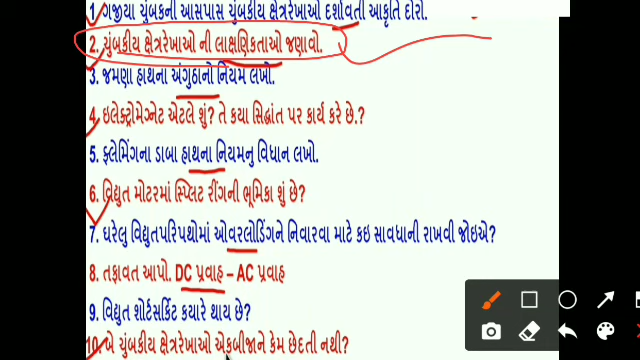 1. ગજીયા ચુંબકની આસપાસ ચુંબકીય ક્ષેત્રરેખાઓ દર્શાવતી આકૃતિ દોરો.
2. ચુંબકીય ક્ષેત્રરેખાઓ ની લાક્ષણિકતાઓ જણાવો.
3. જમણા હાથના અંગુઠાનો નિયમ લખો.
4. ઇલેક્ટ્રોમેગ્નેટ એટલે શું? તે કયા સિદ્ધાંત પર કાર્ય કરે છે.?
5. ફ્લેમિંગના ડાબા હાથના નિયમનુ વિધાન લખો.
6. વિદ્યુત મોટરમાં સ્પ્લિટ રીંગની ભૂમિકા શું છે?
7. ઘરેલુ વિદ્યુતપરિપથોમાં ઓવરલોડિંગને નિવારવા માટે કઇ સાવધાની રાખવી જોઇએ?
8. તફાવત આપો. DC પ્રવાહ – AC પ્રવાહ
9. વિદ્યુત શોર્ટસર્કિટ કયારે થાય છે?
10. બે ચુંબકીય ક્ષેત્રરેખાઓ એકબીજાને કેમ છેદતી નથી?